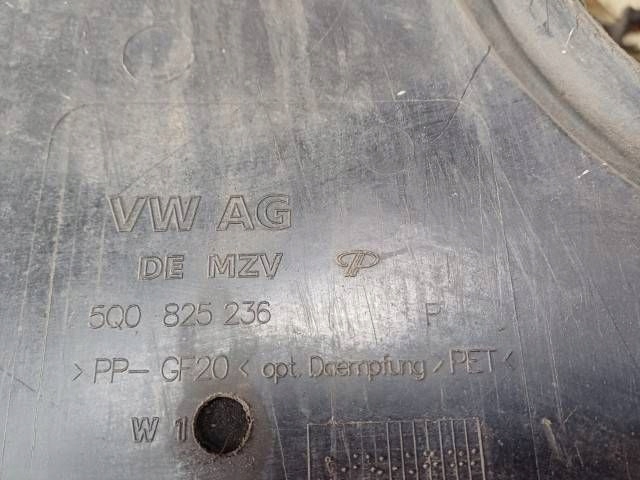 VW AG
DE MZV
5Q0 825 236 F
>PP-GF20< opt. Daempfung >PET<
W 1